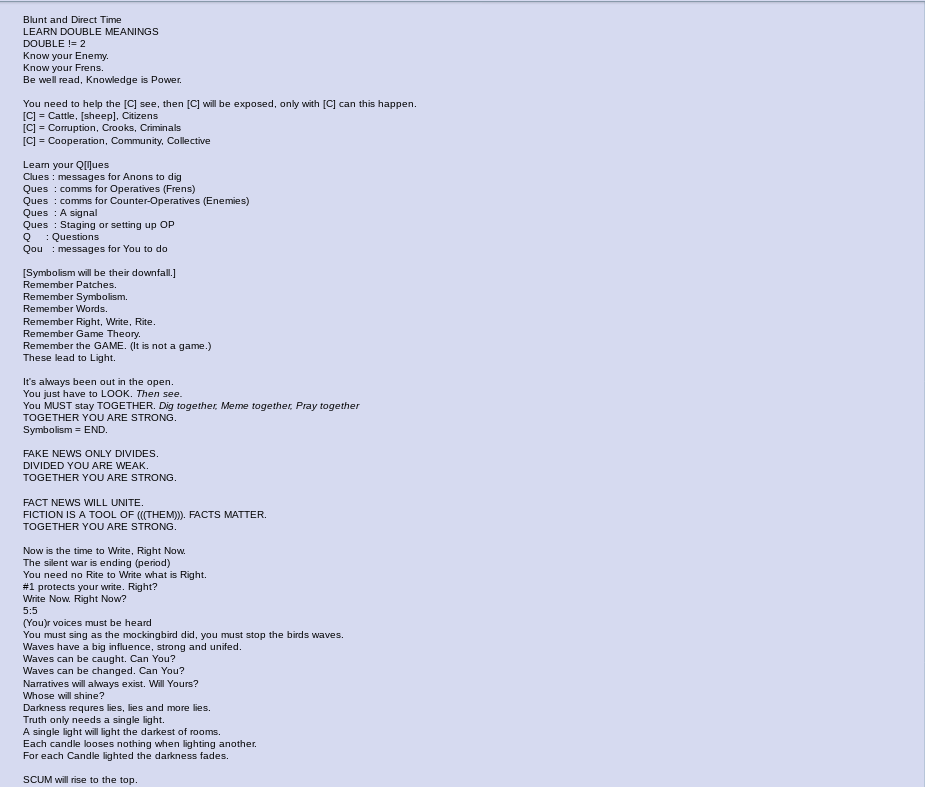 Blunt and Direct Time
LEARN DOUBLE MEANINGS
DOUBLE != 2
Know your Enemy.
Know your Frens.
Be well read, Knowledge is Power.
You need to help the [C] see, then [C] will be exposed, only with [C] can this happen.
[C] = Cattle, [sheep], Citizens
[C] = Corruption, Crooks, Criminals
[C] = Cooperation, Community, Collective
Learn your Q[l]ues
Clues : messages for Anons to dig
Ques : comms for Operatives (Frens)
Ques : comms for Counter-Operatives (Enemies)
Ques : A signal
Ques : Staging or setting up OP
Q : Questions
Qou : messages for You to do
[Symbolism will be their downfall.]
Remember Patches.
Remember Symbolism.
Remember Words.
Remember Right, Write, Rite.
Remember Game Theory.
Remember the GAME. (It is not a game.)
These lead to Light.
It's always been out in the open.
You just have to LOOK. Then see.
You MUST stay TOGETHER. Dig together, Meme together, Pray together
TOGETHER YOU ARE STRONG.
Symbolism = END.
FAKE NEWS ONLY DIVIDES.
DIVIDED YOU ARE WEAK.
TOGETHER YOU ARE STRONG.
FACT NEWS WILL UNITE.
FICTION IS A TOOL OF (((THEM))). FACTS MATTER.
TOGETHER YOU ARE STRONG.
Now is the time to Write, Right Now.
The silent war is ending (period)
You need no Rite to Write what is Right.
#1 protects your write. Right?
Write Now. Right Now?
5:5
(You)r voices must be heard
You must sing as the mockingbird did, you must stop the birds waves.
Waves have a big influence, strong and unifed.
Waves can be caught. Can You?
Waves can be changed. Can You?
Narratives will always exist. Will Yours?
Whose will shine?
Darkness requres lies, lies and more lies.
Truth only needs a single light.
A single light will light the darkest of rooms.
Each candle looses nothing when lighting another.
For each Candle lighted the darkness fades.
SCUM will rise to the top.